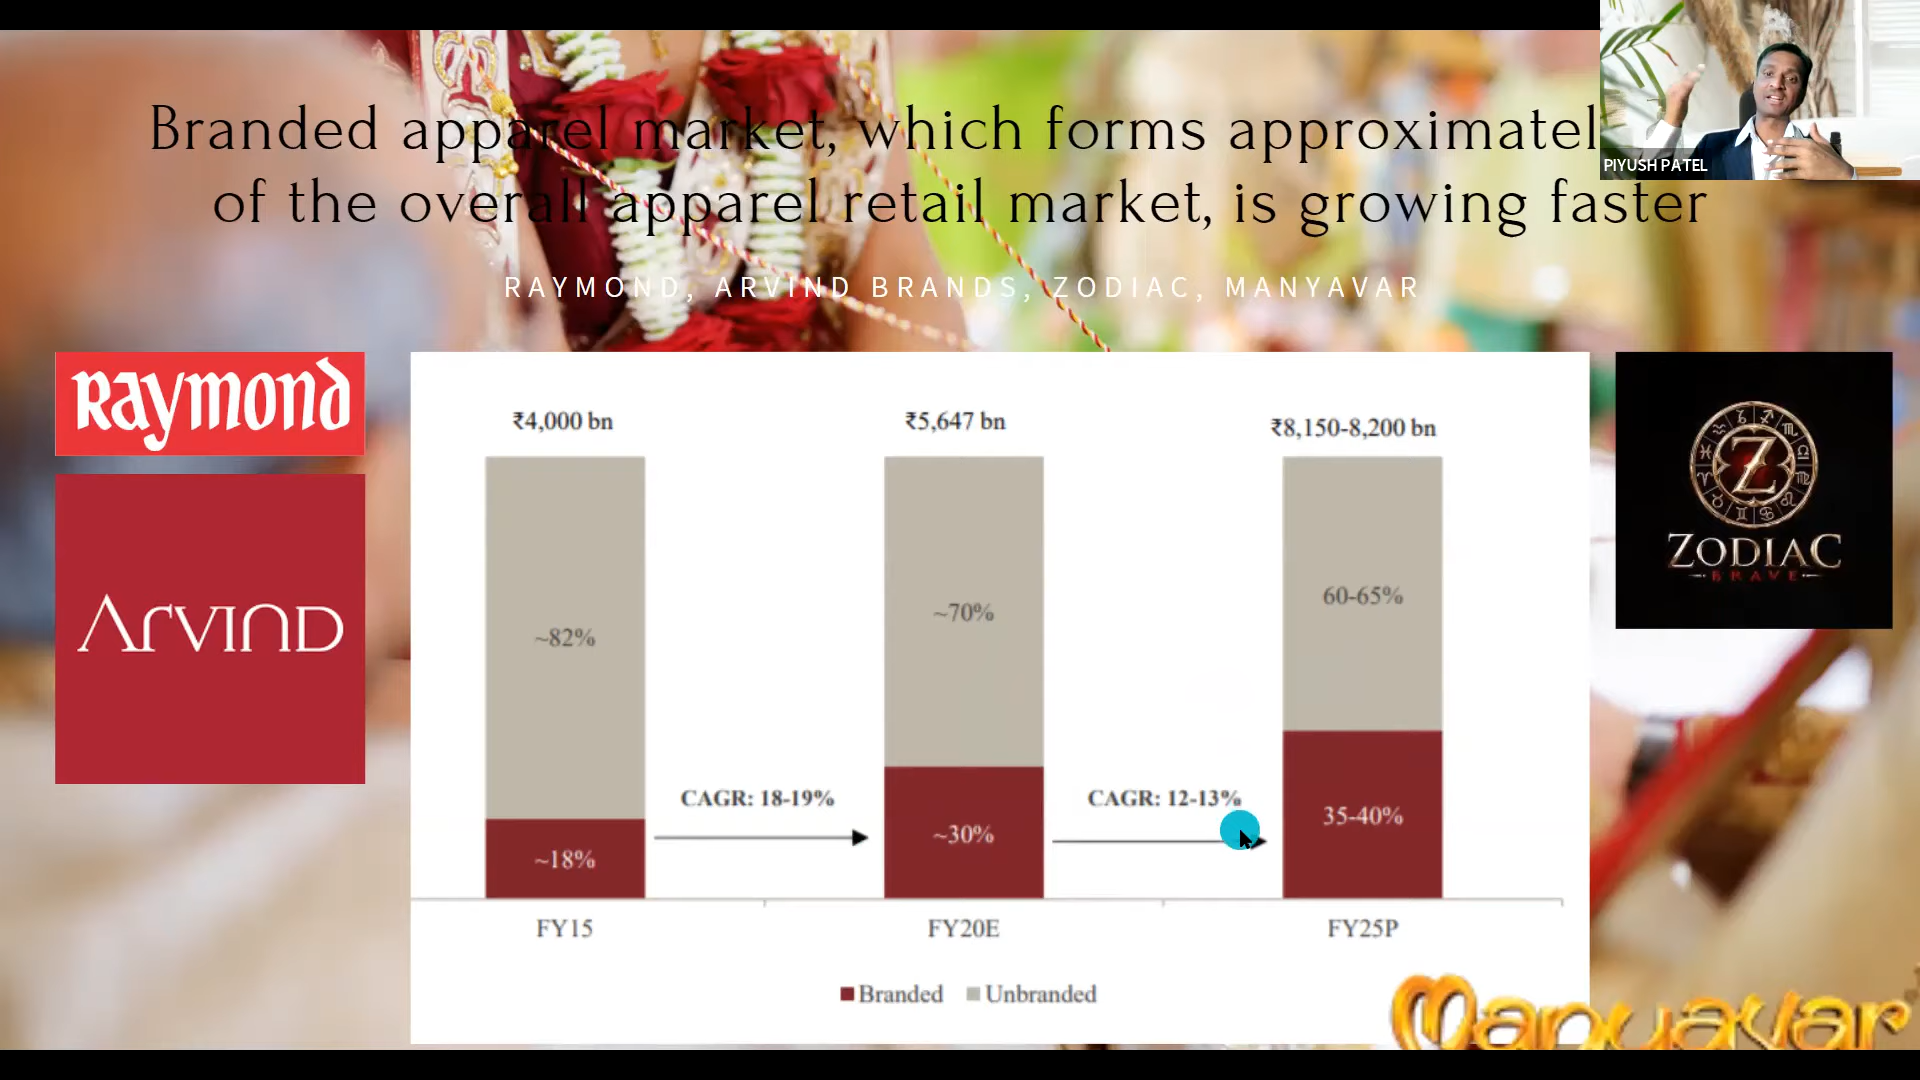 Branded apparel market, which forms approximatel
of the overall apparel retail market, is growing faster
PIYUSH PATEL
RAYMOND, ARVIND BRANDS, ZODIAC, MANYAVAR
Raymond
ARVIND
₹4,000 bn
₹5,647 bn
₹8,150-8,200 bn
~82%
~70%
60-65%
CAGR: 18-19%
CAGR: 12-13%
~18%
~30%
35-40%
FY15
FY20E
FY25P
Branded
Unbranded
Z
ZODIAC
BRAVE
Manyavar